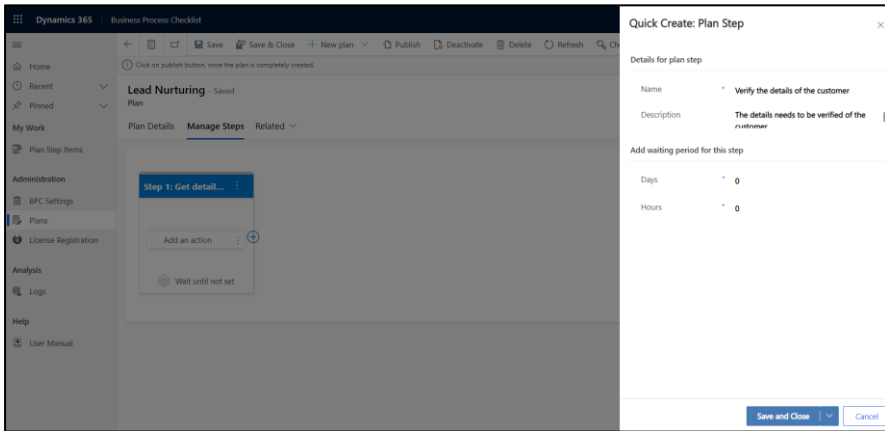 Dynamics 365 Business Process Checklist
Save Save & Close New plan Publish Deactivate Delete Refresh Ch
Click on publish button, once the plan is completely created.
Home
Recent
Pinned
My Work
Plan Step Items
Administration
BPC Settings
Plans
License Registration
Analysis
Logs
Help
User Manual
Lead Nurturing - Saved
Plan
Plan Details Manage Steps Related
Step 1: Get detail...
Add an action
Wait until not set
Quick Create: Plan Step
Details for plan step
Name * Verify the details of the customer
Description The details needs to be verified of the
customer
Add waiting period for this step
Days * 0
Hours * 0
Save and Close Cancel